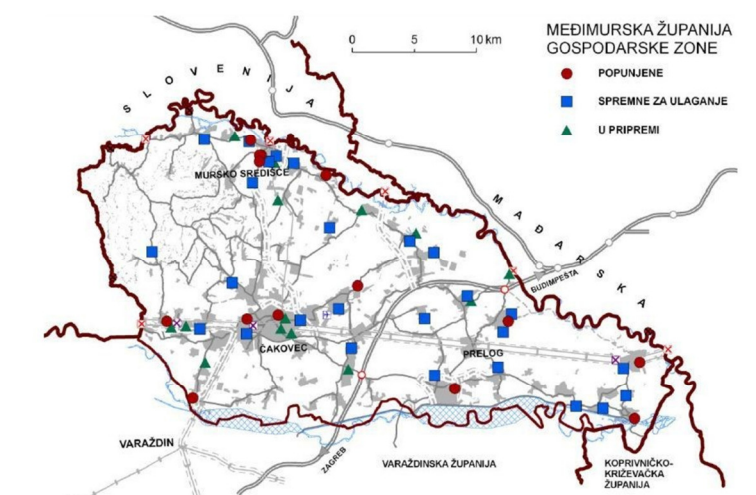 0 5 10 km
MEĐIMURSKA ŽUPANIJA
GOSPODARSKE ZONE
POPUNJENE
SPREMNE ZA ULAGANJE
U PRIPREMI
SLOVENIJA
MURSKO SREDIŠĆE
MAĐARSKA
BUDIMPEŠTA
ČAKOVEC
PRELOG
VARAŽDIN
ZAGREB
VARAŽDINSKA ŽUPANIJA
KOPRIVNIČKO-
KRIŽEVAČKA
ŽUPANIJA